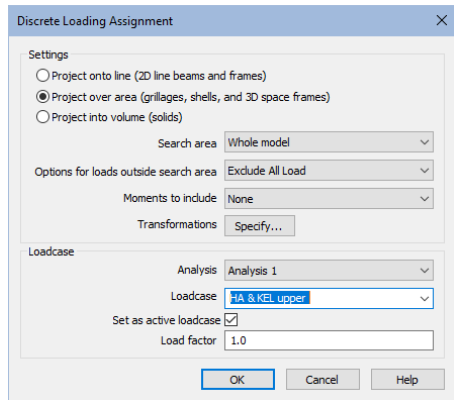 Discrete Loading Assignment
Settings
Project onto line (2D line beams and frames)
Project over area (grillages, shells, and 3D space frames)
Project into volume (solids)
Search area Whole model
Options for loads outside search area Exclude All Load
Moments to include None
Transformations Specify...
Loadcase
Analysis Analysis 1
Loadcase HA & KEL upper
Set as active loadcase
Load factor 1.0
OK Cancel Help